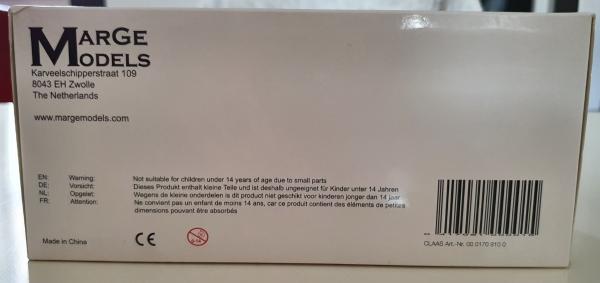 MARGE
MODELS
Karveelschipperstraat 109
8043 EH Zwolle
The Netherlands
www.margemodels.com
EN: Warning: Not suitable for children under 14 years of age due to small parts
DE: Vorsicht: Dieses Produkt enthält kleine Teile und ist deshalb ungeeignet für Kinder unter 14 Jahren
NL: Opgelet: Wegens de kleine onderdelen is dit product niet geschikt voor kinderen jonger dan 14 jaar
FR: Attention: Ne convient pas un enfant de moins 14 ans, car ce produit contient des éléments de petites
dimensions pouvant être absorbés
Made in China
CE
CLAAS Art.-Nr. 00 0170 910 0